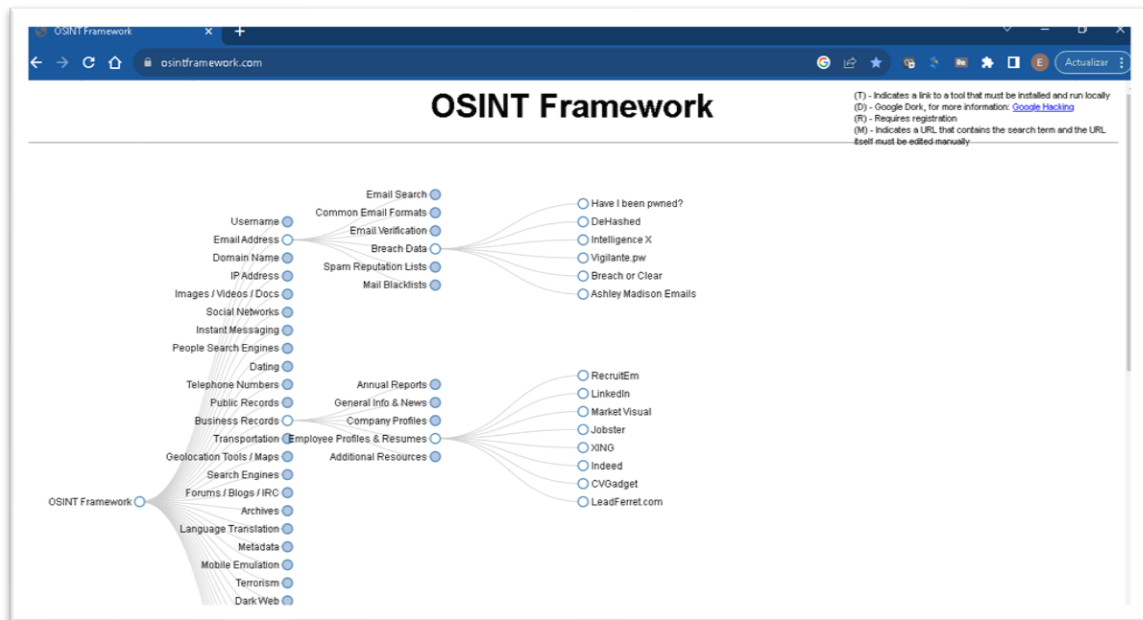 OSINT Framework
osintframework.com
E
Actualizar
OSINT Framework
(T) - Indicates a link to a tool that must be installed and run locally
(D) - Google Dork, for more information: Google Hacking
(R) - Requires registration
(M) - Indicates a URL that contains the search term and the URL
itself must be edited manually
OSINT Framework
Username
Email Address
Domain Name
IP Address
Images / Videos / Docs
Social Networks
Instant Messaging
People Search Engines
Dating
Telephone Numbers
Public Records
Business Records
Transportation
Geolocation Tools / Maps
Search Engines
Forums / Blogs / IRC
Archives
Language Translation
Metadata
Mobile Emulation
Terrorism
Dark Web
Email Search
Common Email Formats
Email Verification
Breach Data
Spam Reputation Lists
Mail Blacklists
Have I been pwned?
DeHashed
Intelligence X
Vigilante.pw
Breach or Clear
Ashley Madison Emails
Annual Reports
General Info & News
Company Profiles
Employee Profiles & Resumes
Additional Resources
RecruitEm
LinkedIn
Market Visual
Jobster
XING
Indeed
CVGadget
LeadFerret.com